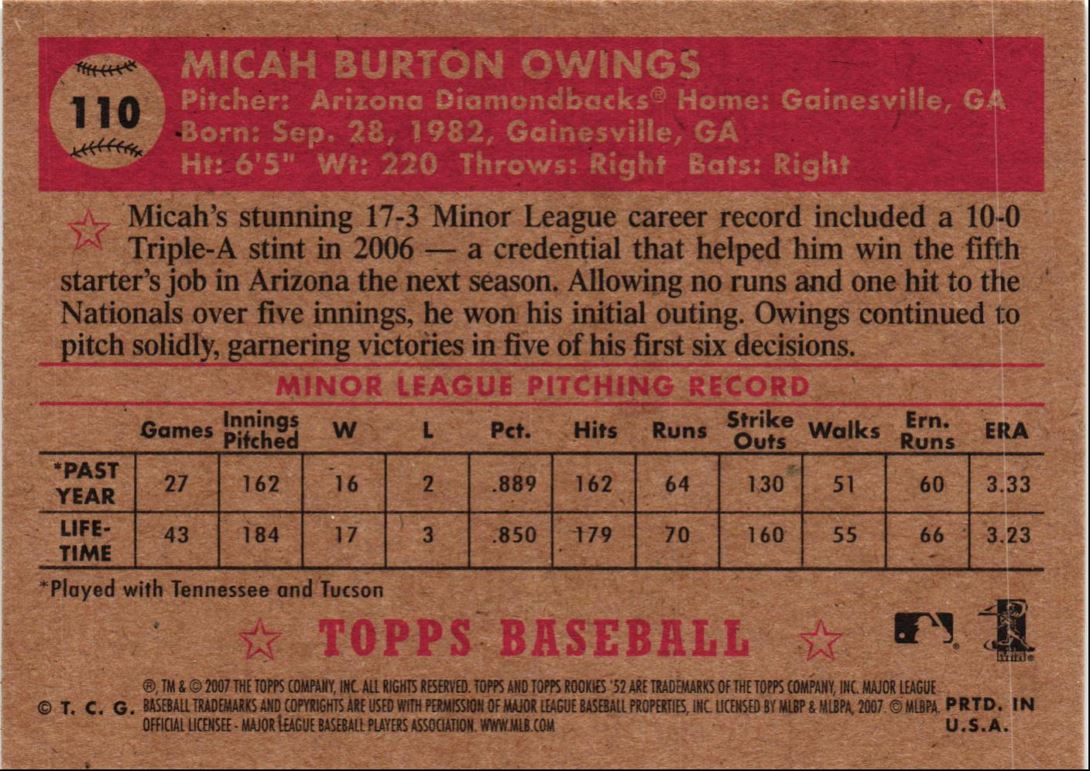 110
MICAH BURTON OWINGS
Pitcher: Arizona Diamondbacks® Home: Gainesville, GA
Born: Sep. 28, 1982, Gainesville, GA
Ht: 6'5" Wt: 220 Throws: Right Bats: Right
Micah's stunning 17-3 Minor League career record included a 10-0
Triple-A stint in 2006 — a credential that helped him win the fifth
starter's job in Arizona the next season. Allowing no runs and one hit to the
Nationals over five innings, he won his initial outing. Owings continued to
pitch solidly, garnering victories in five of his first six decisions.
MINOR LEAGUE PITCHING RECORD
Games Innings Pitched W L Pct. Hits Runs Strike Outs Walks Ern. Runs ERA
*PAST YEAR 27 162 16 2 .889 162 64 130 51 60 3.33
LIFE-TIME 43 184 17 3 .850 179 70 160 55 66 3.23
*Played with Tennessee and Tucson
TOPPS BASEBALL
®, TM & © 2007 THE TOPPS COMPANY, INC. ALL RIGHTS RESERVED. TOPPS AND TOPPS ROOKIES '52 ARE TRADEMARKS OF THE TOPPS COMPANY, INC. MAJOR LEAGUE
© T. C. G. BASEBALL TRADEMARKS AND COPYRIGHTS ARE USED WITH PERMISSION OF MAJOR LEAGUE BASEBALL PROPERTIES, INC. LICENSED BY MLBP & MLBPA, 2007. © MLBPA. PRTD. IN
OFFICIAL LICENSEE - MAJOR LEAGUE BASEBALL PLAYERS ASSOCIATION. WWW.MLB.COM U.S.A.